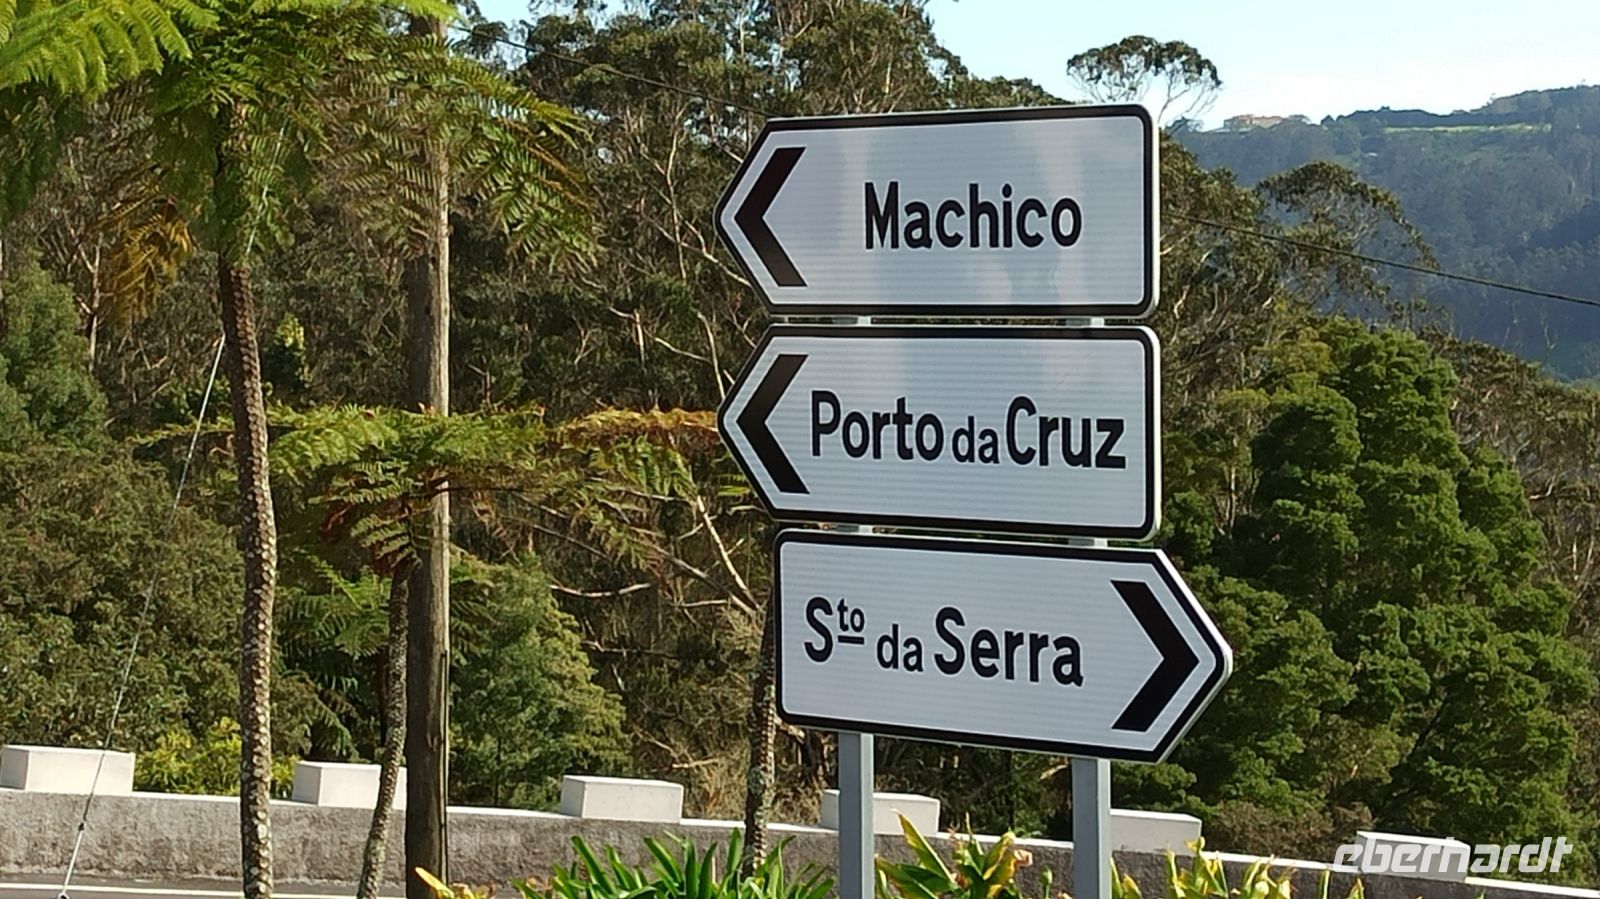 Machico
Porto da Cruz
Sto da Serra
eberhardt